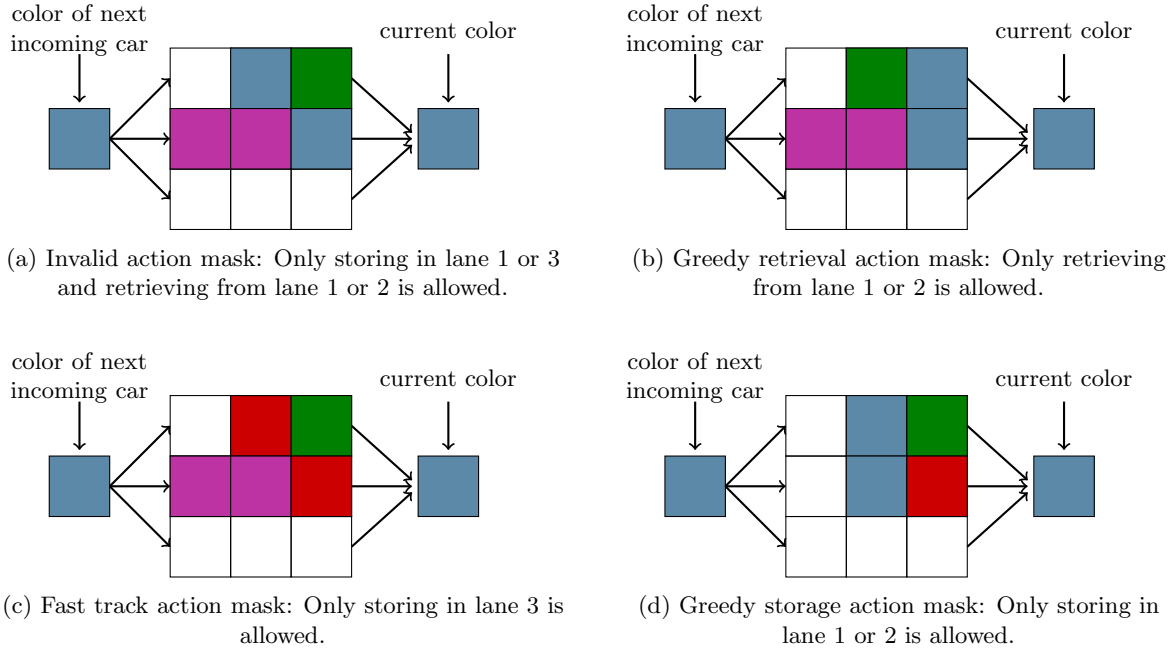 color of next
incoming car
current color
(a) Invalid action mask: Only storing in lane 1 or 3
and retrieving from lane 1 or 2 is allowed.
color of next
incoming car
current color
(b) Greedy retrieval action mask: Only retrieving
from lane 1 or 2 is allowed.
color of next
incoming car
current color
(c) Fast track action mask: Only storing in lane 3 is
allowed.
color of next
incoming car
current color
(d) Greedy storage action mask: Only storing in
lane 1 or 2 is allowed.